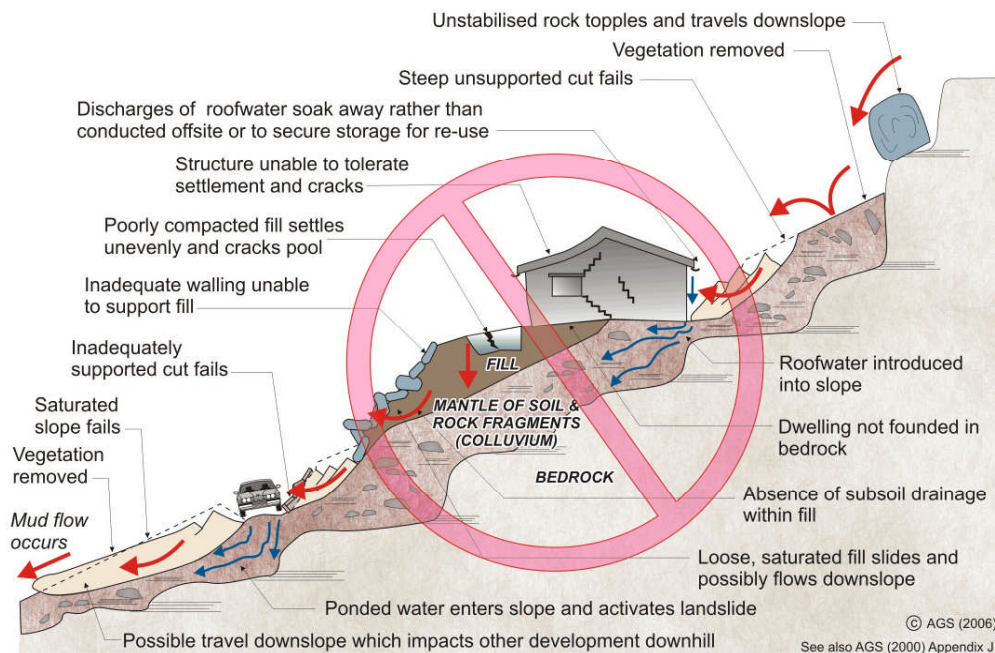 Unstabilised rock topples and travels downslope
Vegetation removed
Steep unsupported cut fails
Discharges of roofwater soak away rather than
conducted offsite or to secure storage for re-use
Structure unable to tolerate
settlement and cracks
Poorly compacted fill settles
unevenly and cracks pool
Inadequate walling unable
to support fill
Inadequately
supported cut fails
Saturated
slope fails
Vegetation
removed
Mud flow
occurs
FILL
MANTLE OF SOIL &
ROCK FRAGMENTS
(COLLUVIUM)
BEDROCK
Roofwater introduced
into slope
Dwelling not founded in
bedrock
Absence of subsoil drainage
within fill
Loose, saturated fill slides and
possibly flows downslope
Ponded water enters slope and activates landslide
Possible travel downslope which impacts other development downhill
© AGS (2006)
See also AGS (2000) Appendix J